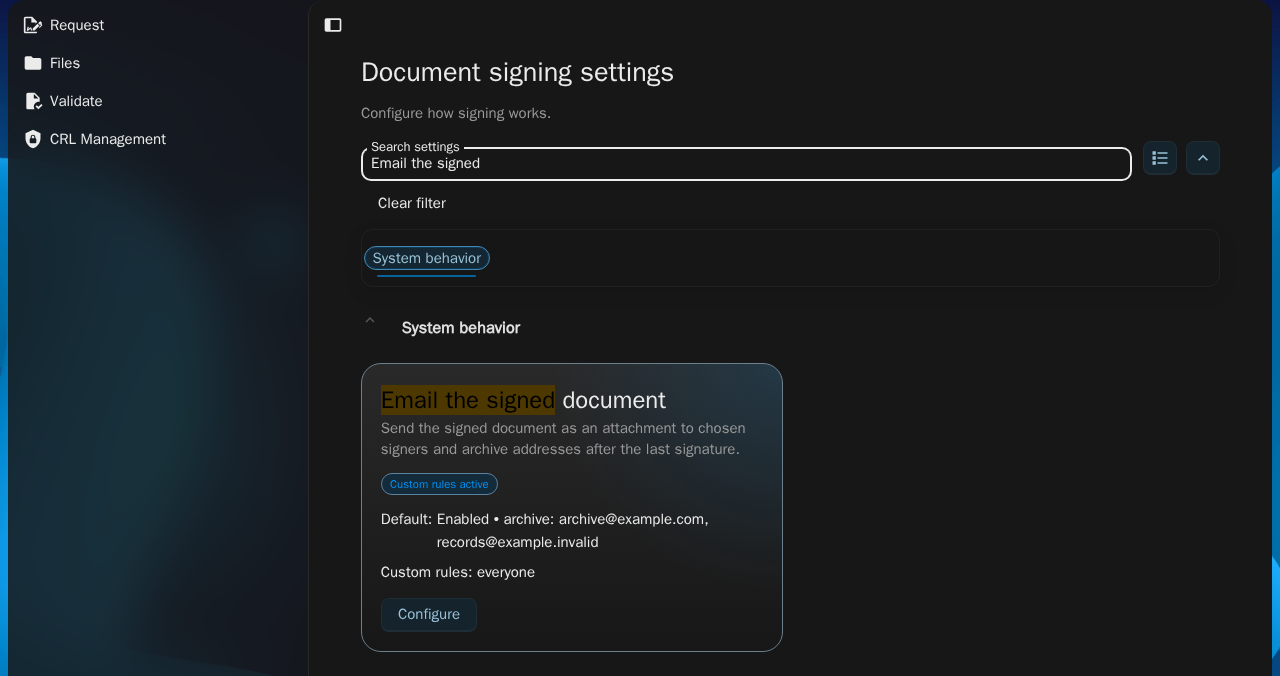 Request
Files
Validate
CRL Management
Document signing settings
Configure how signing works.
Search settings
Email the signed
Clear filter
System behavior
System behavior
Email the signed document
Send the signed document as an attachment to chosen
signers and archive addresses after the last signature.
Custom rules active
Default: Enabled • archive: archive@example.com,
records@example.invalid
Custom rules: everyone
Configure